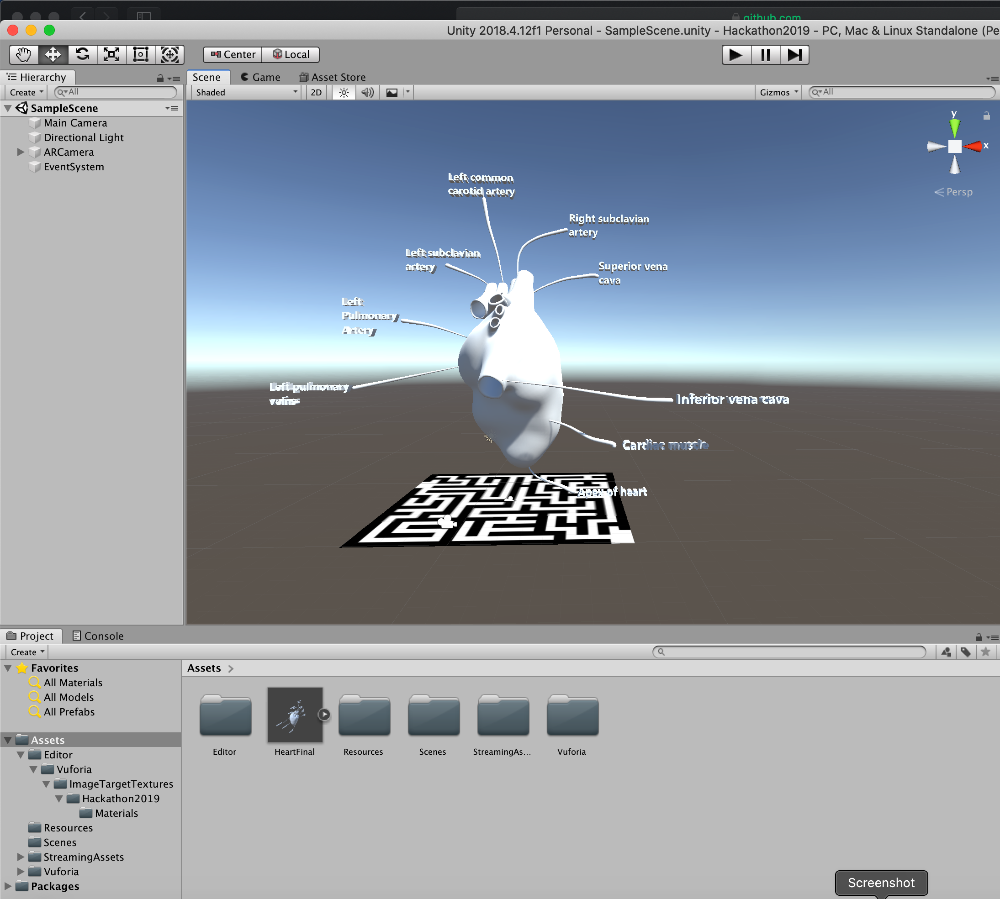 github.com
Unity 2018.4.12f1 Personal - SampleScene.unity - Hackathon2019 - PC, Mac & Linux Standalone (Pe
Center
Local
Hierarchy
Scene
Game
Asset Store
Create
All
Shaded
2D
Gizmos
All
SampleScene
Main Camera
Directional Light
ARCamera
EventSystem
y
x
Persp
Left common
carotid artery
Right subclavian
artery
Left subclavian
artery
Superior vena
cava
Left
Pulmonary
Artery
Left pulmonary
veins
Inferior vena cava
Cardiac muscle
Apex of heart
Project
Console
Create
Favorites
All Materials
All Models
All Prefabs
Assets
Editor
Vuforia
ImageTargetTextures
Hackathon2019
Materials
Resources
Scenes
StreamingAssets
Vuforia
Packages
Assets
Editor
HeartFinal
Resources
Scenes
StreamingAs...
Vuforia
Screenshot